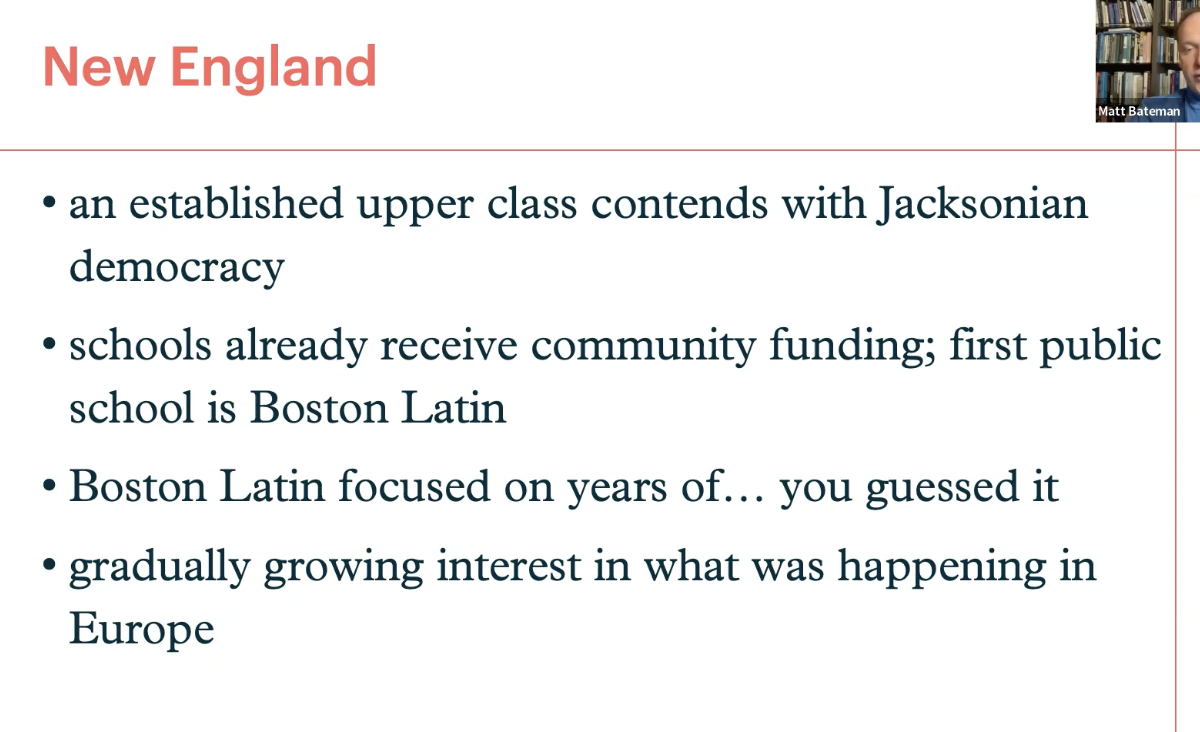 New England
Matt Bateman
• an established upper class contends with Jacksonian
democracy
• schools already receive community funding; first public
school is Boston Latin
• Boston Latin focused on years of… you guessed it
• gradually growing interest in what was happening in
Europe